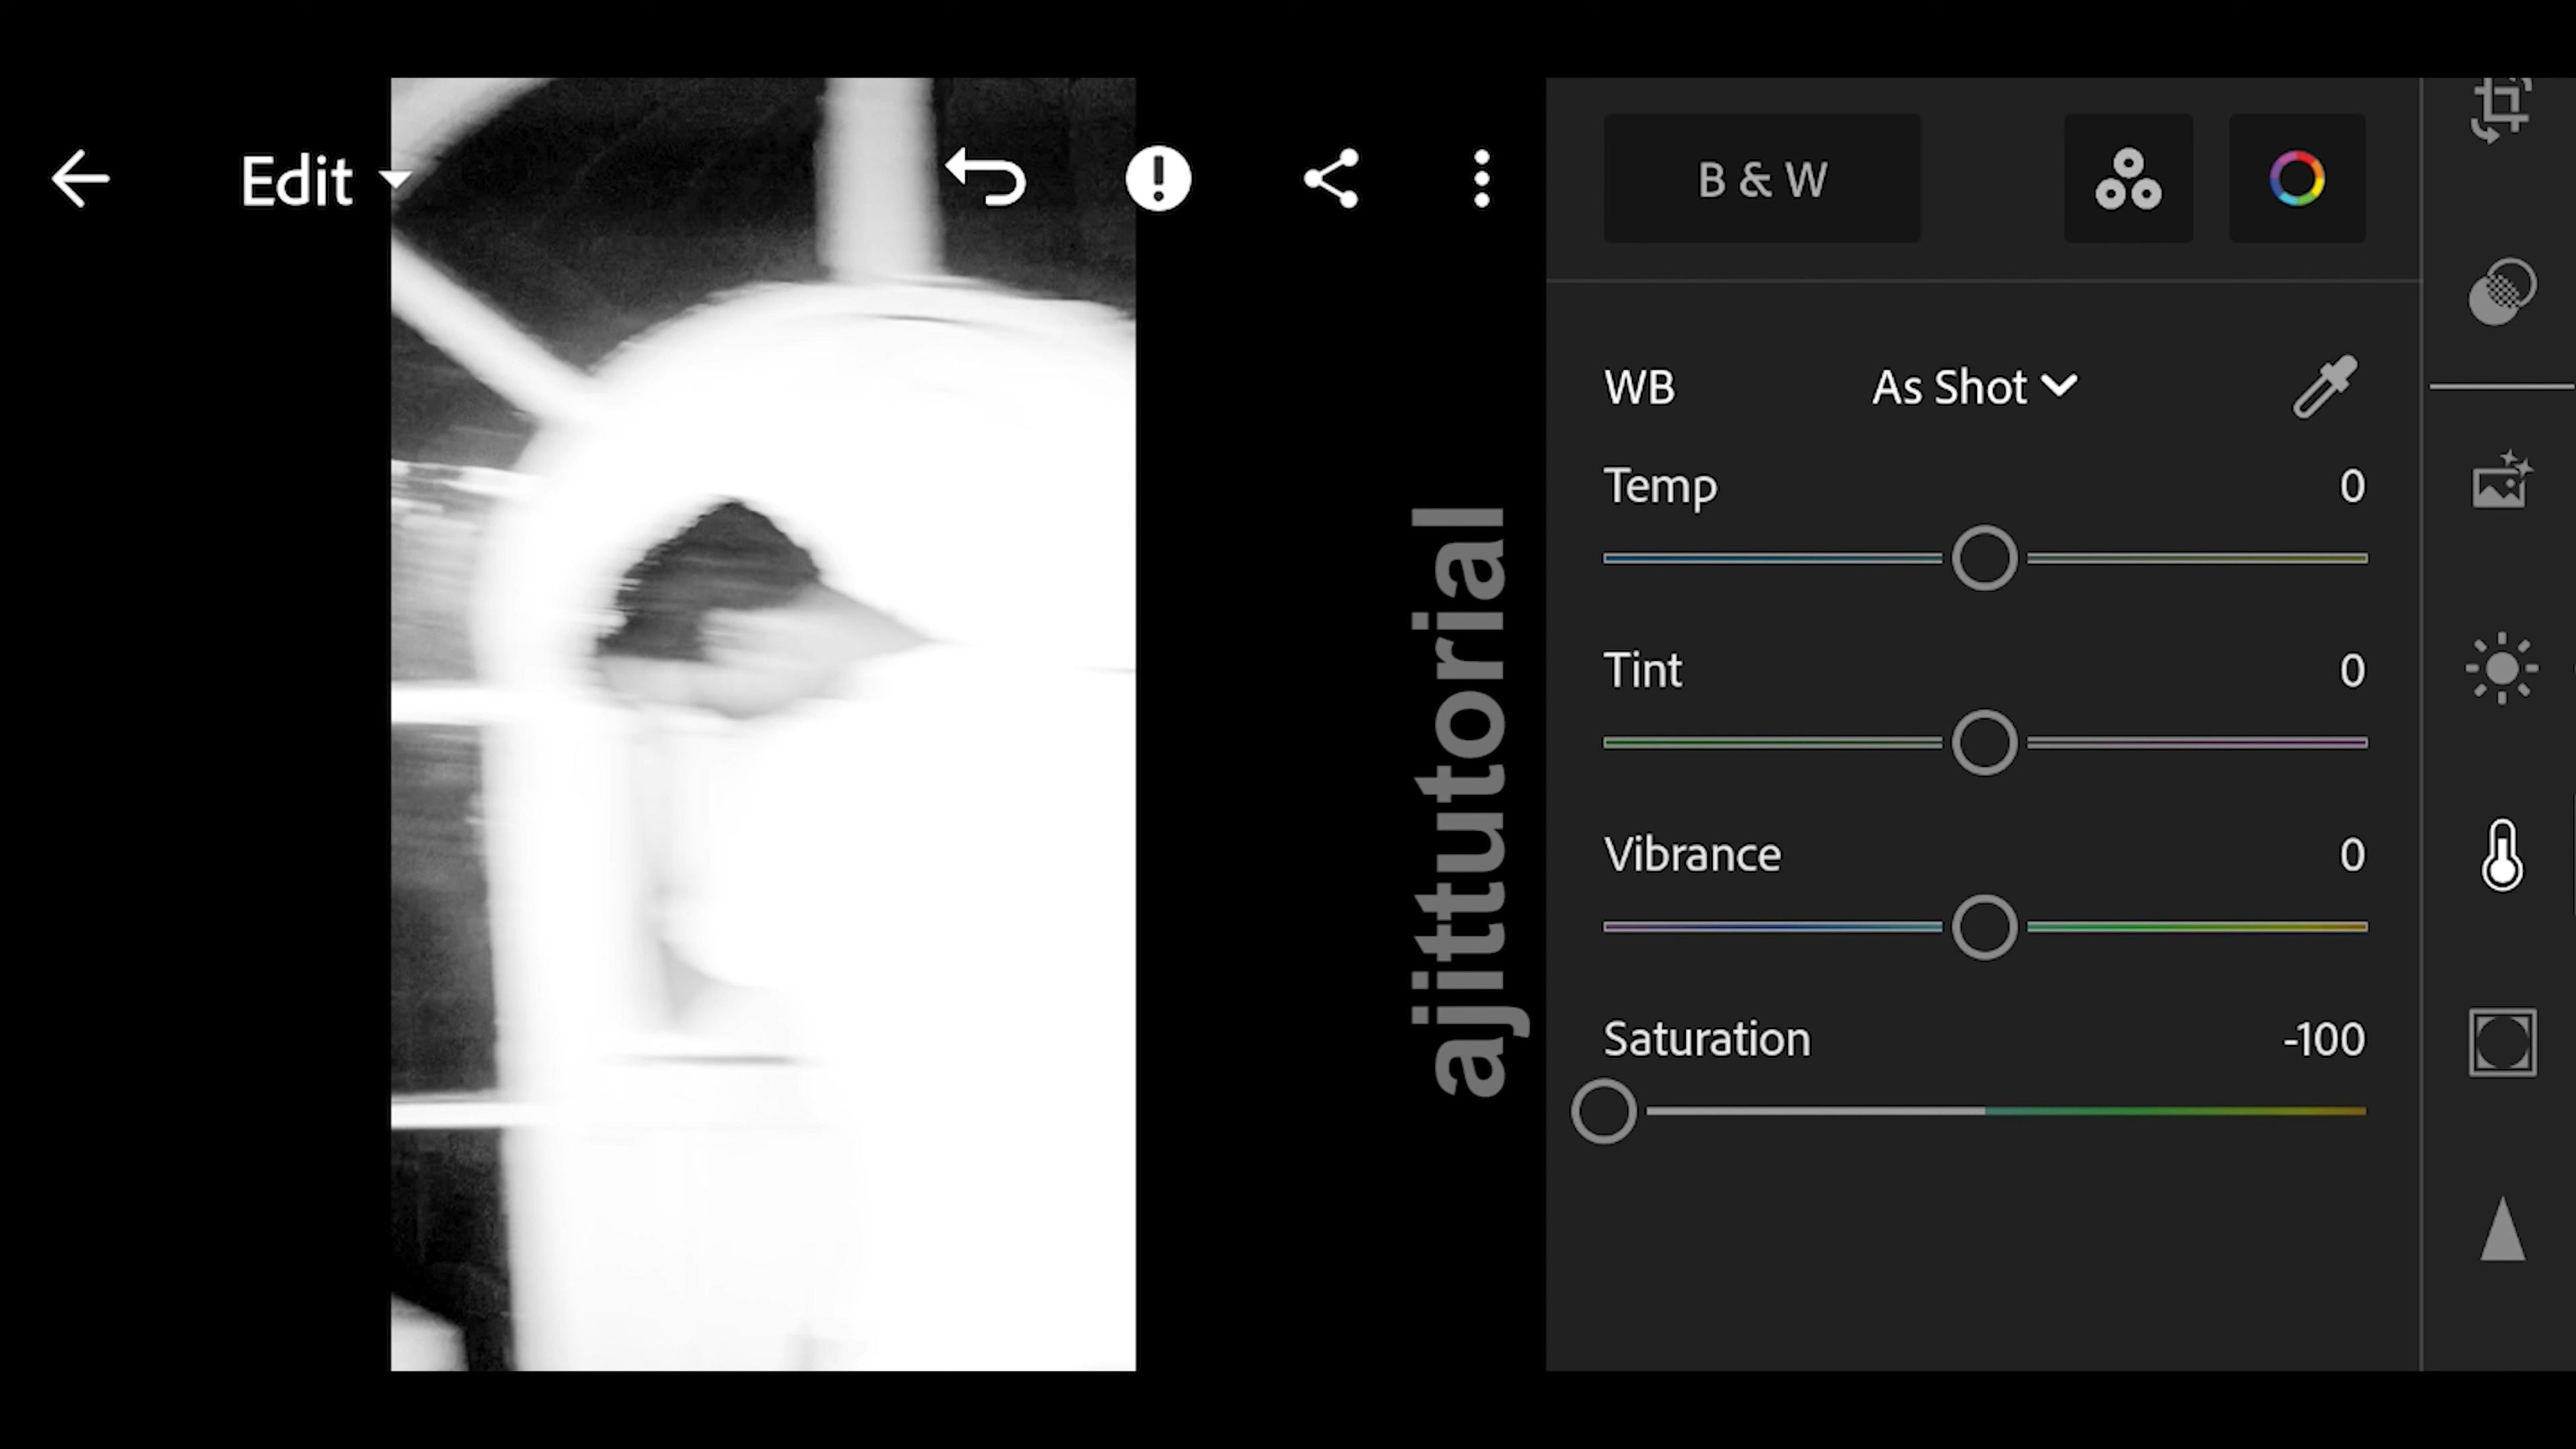 Edit
B & W
WB
As Shot
Temp
0
Tint
0
Vibrance
0
Saturation
-100
ajittutorial